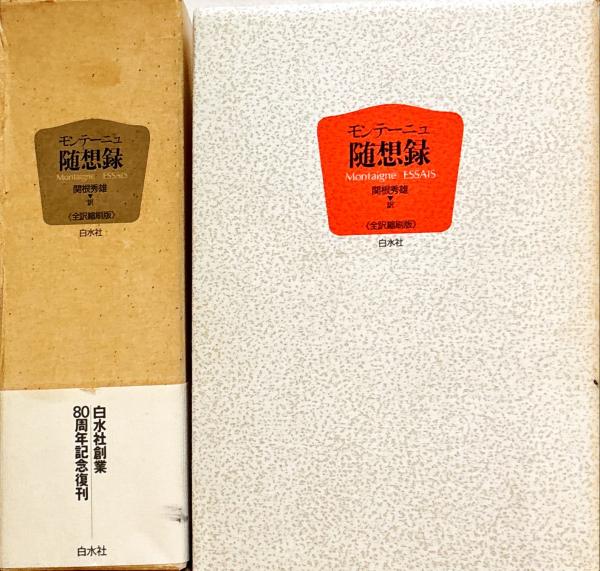 モンテーニュ
随想録
Montaigne ESSAIS
関根秀雄
▼
訳
〈全訳縮刷版〉
白水社
白水社創業
80周年記念復刊
白水社
モンテーニュ
随想録
Montaigne ESSAIS
関根秀雄
▼
訳
〈全訳縮刷版〉
白水社